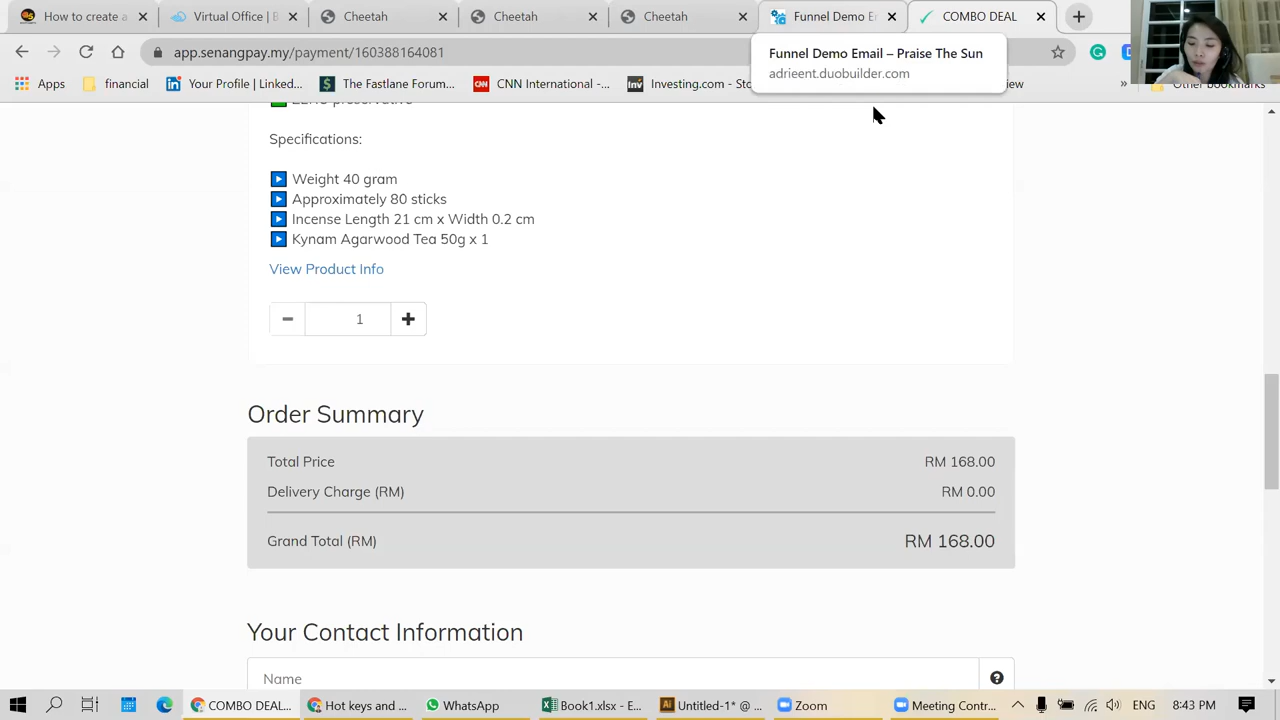 How to create a
Virtual Office | B
Cheetah
Cheetah
Cheetah
Funnel Demo E
COMBO DEAL
app.senangpay.my/payment/160388164081
Funnel Demo Email – Praise The Sun
adrieent.duobuilder.com
Apps
financial
Your Profile | Linked...
The Fastlane Forum
CNN International -...
Investing.com - Sto
Other bookmarks
ZERO preservative
Specifications:
Weight 40 gram
Approximately 80 sticks
Incense Length 21 cm x Width 0.2 cm
Kynam Agarwood Tea 50g x 1
View Product Info
1
Order Summary
Total Price RM 168.00
Delivery Charge (RM) RM 0.00
Grand Total (RM) RM 168.00
Your Contact Information
Name
COMBO DEAL...
Hot keys and ...
WhatsApp
Book1.xlsx - E...
Untitled-1* @ ...
Zoom
Meeting Contr...
ENG
8:43 PM